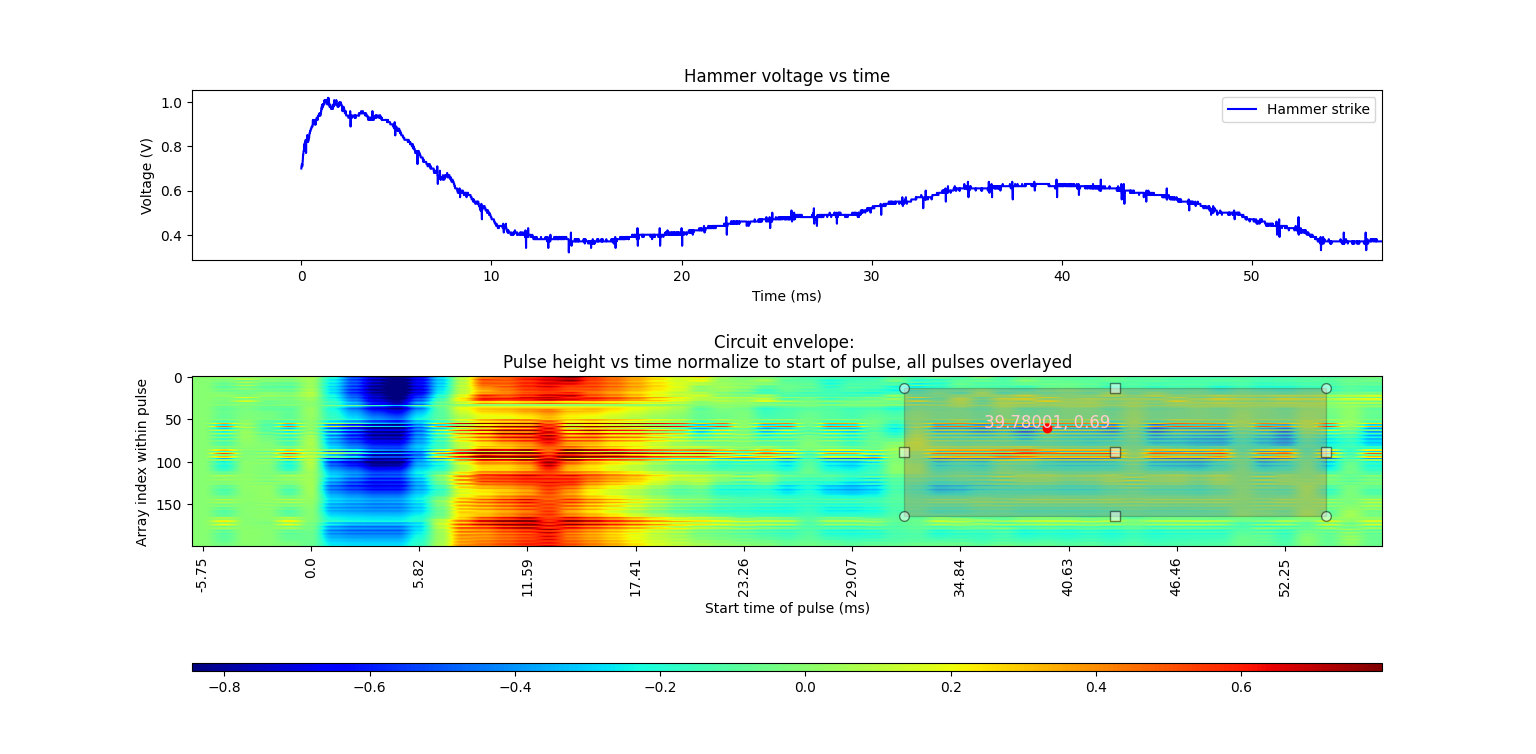 Hammer voltage vs time
1.0
0.8
0.6
0.4
Voltage (V)
Hammer strike
0 10 20 30 40 50
Time (ms)
Circuit envelope:
Pulse height vs time normalize to start of pulse, all pulses overlayed
0
50
100
150
Array index within pulse
39.78001, 0.69
-5.75 0.0 5.82 11.59 17.41 23.26 29.07 34.84 40.63 46.46 52.25
Start time of pulse (ms)
−0.8 −0.6 −0.4 −0.2 0.0 0.2 0.4 0.6